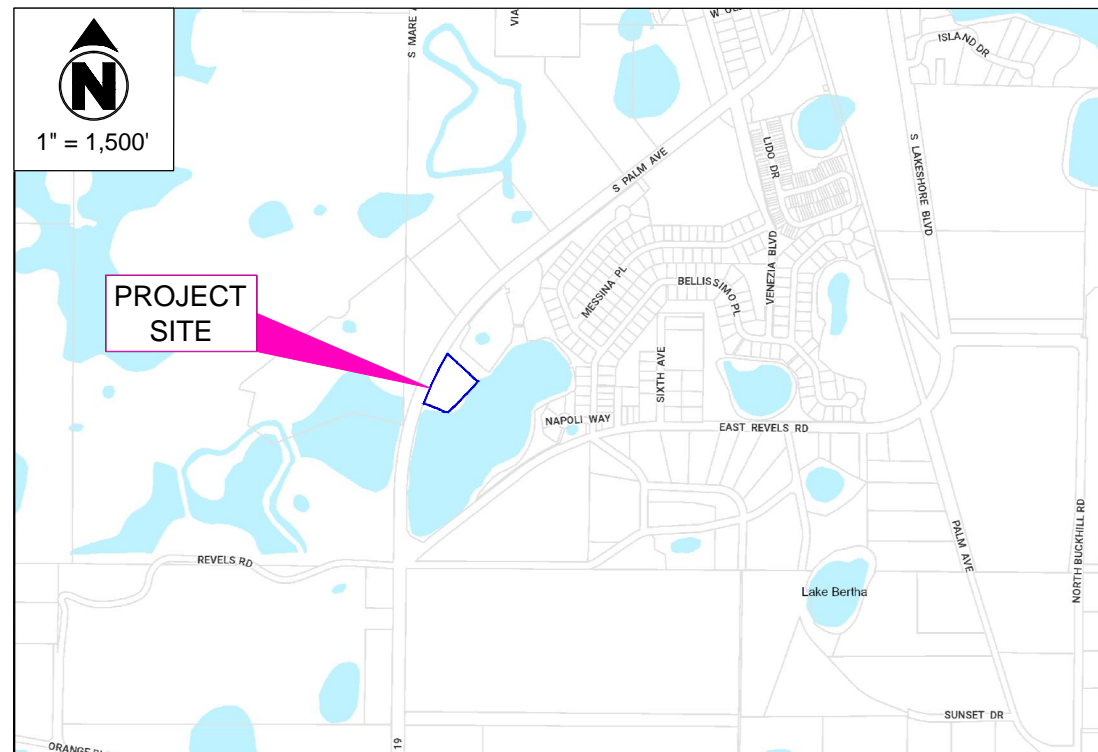 N
1" = 1,500'
S MARE
VIA
ISLAND DR
S PALM AVE
LIDO DR
S LAKESHORE BLVD
PROJECT
SITE
MESSINA PL
BELLISSIMO PL
VENEZIA BLVD
SIXTH AVE
NAPOLI WAY
EAST REVELS RD
REVELS RD
PALM AVE
NORTH BUCKHILL RD
Lake Bertha
SUNSET DR
19